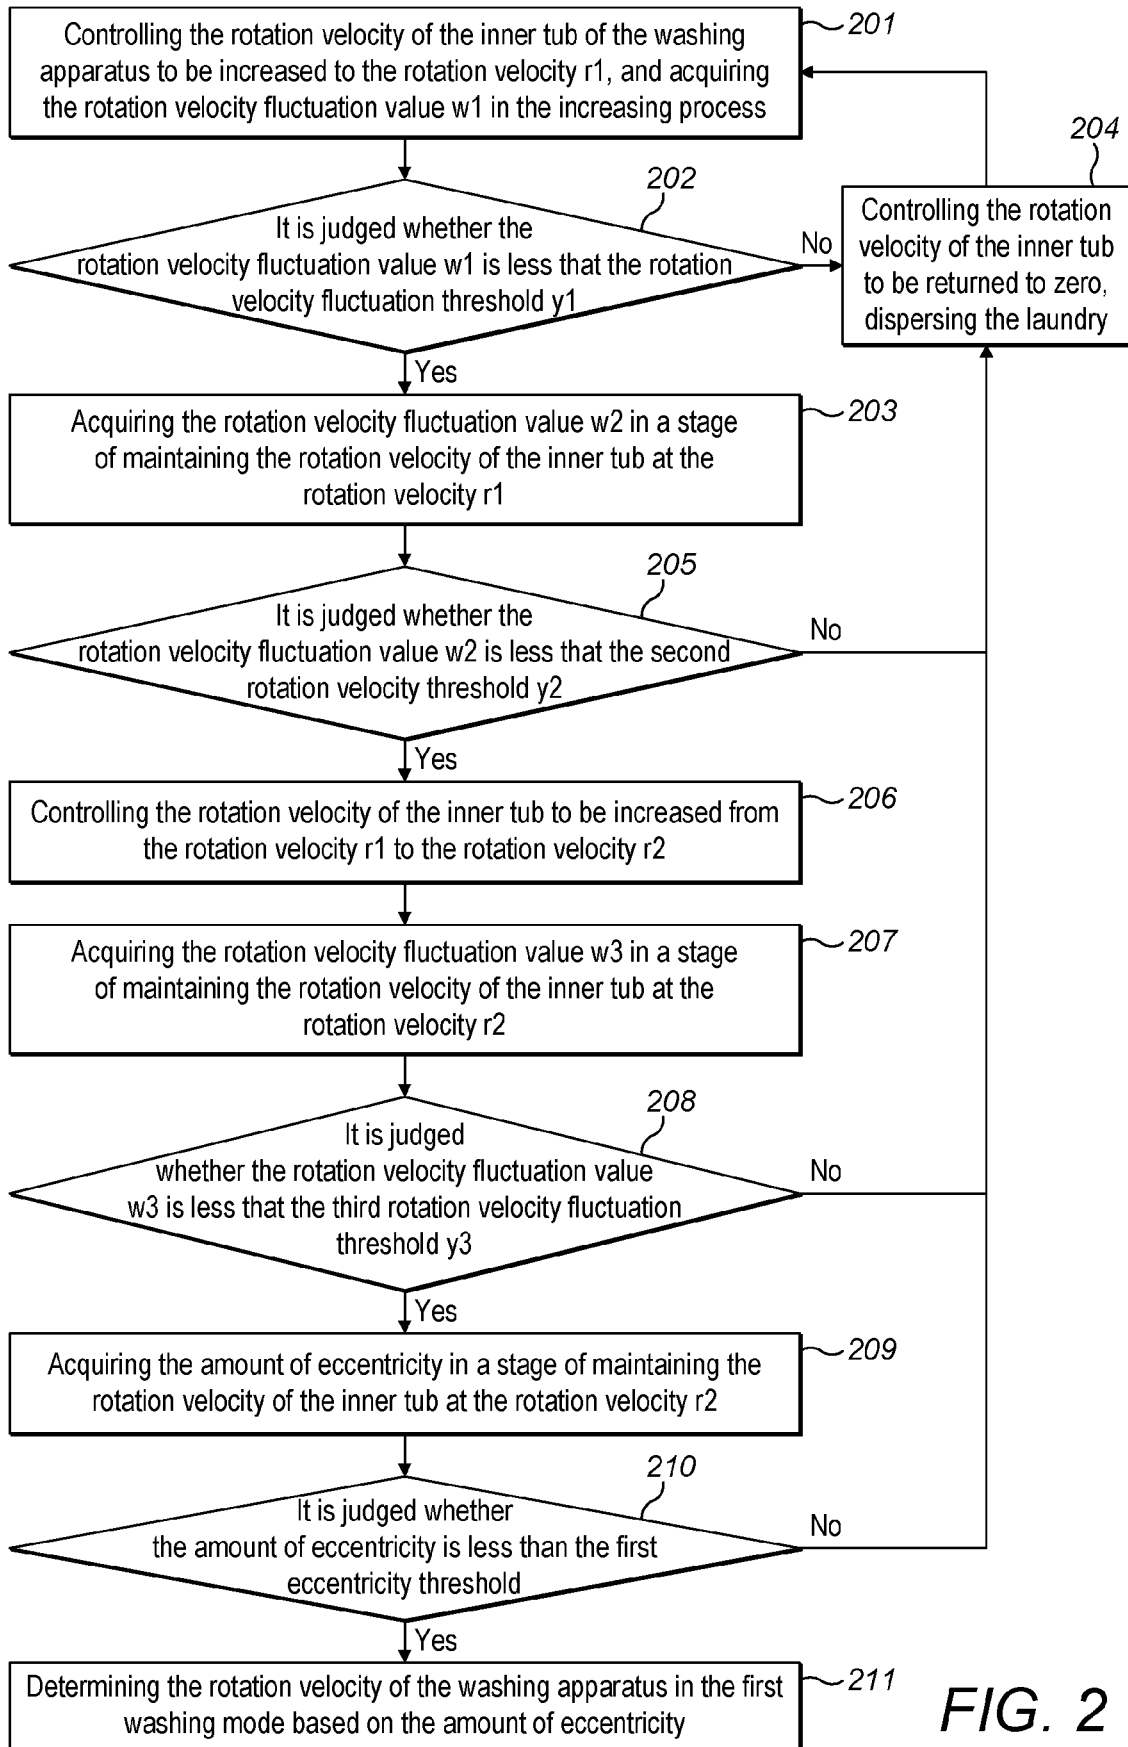 201
Controlling the rotation velocity of the inner tub of the washing
apparatus to be increased to the rotation velocity r1, and acquiring
the rotation velocity fluctuation value w1 in the increasing process
204
Controlling the rotation
velocity of the inner tub
to be returned to zero,
dispersing the laundry
202
It is judged whether the
rotation velocity fluctuation value w1 is less that the rotation
velocity fluctuation threshold y1
No
Yes
203
Acquiring the rotation velocity fluctuation value w2 in a stage
of maintaining the rotation velocity of the inner tub at the
rotation velocity r1
205
It is judged whether the
rotation velocity fluctuation value w2 is less that the second
rotation velocity threshold y2
No
Yes
206
Controlling the rotation velocity of the inner tub to be increased from
the rotation velocity r1 to the rotation velocity r2
207
Acquiring the rotation velocity fluctuation value w3 in a stage
of maintaining the rotation velocity of the inner tub at the
rotation velocity r2
208
It is judged
whether the rotation velocity fluctuation value
w3 is less that the third rotation velocity fluctuation
threshold y3
No
Yes
209
Acquiring the amount of eccentricity in a stage of maintaining the
rotation velocity of the inner tub at the rotation velocity r2
210
It is judged whether
the amount of eccentricity is less than the first
eccentricity threshold
No
Yes
211
Determining the rotation velocity of the washing apparatus in the first
washing mode based on the amount of eccentricity
FIG. 2